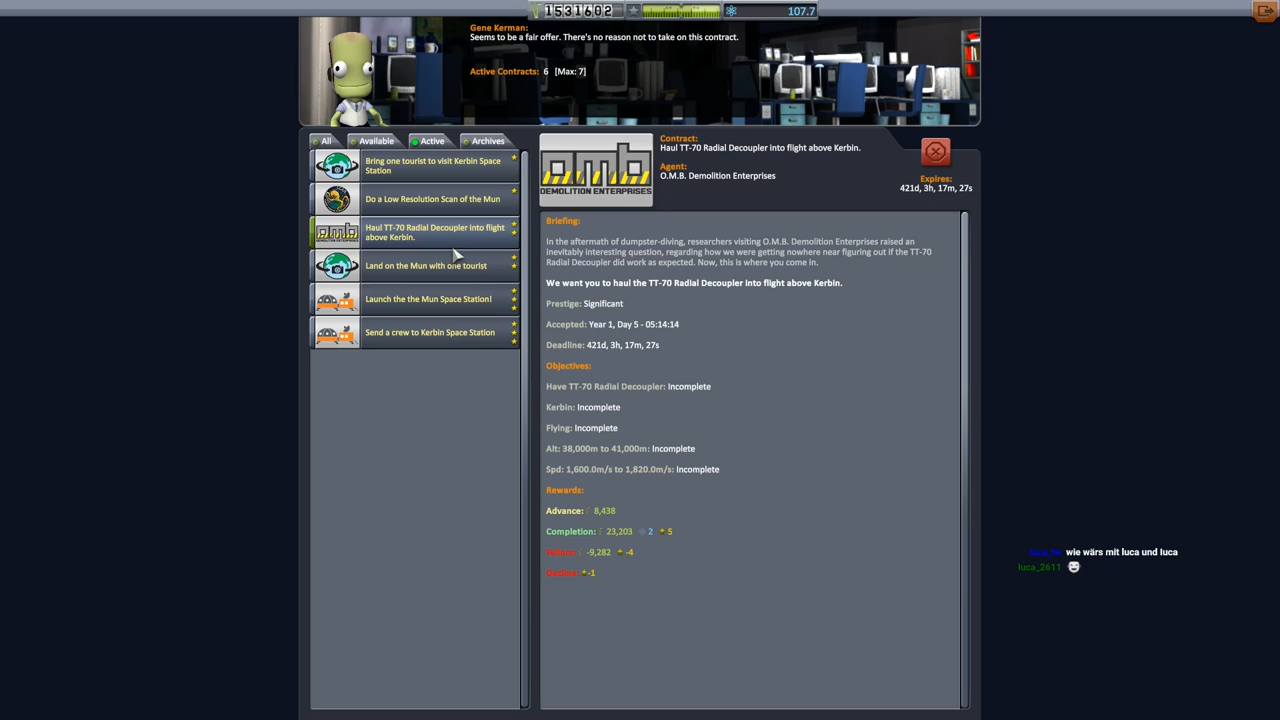 1531602
107.7
Gene Kerman:
Seems to be a fair offer. There's no reason not to take on this contract.
Active Contracts: 6 [Max: 7]
All
Available
Active
Archives
Bring one tourist to visit Kerbin Space
Station
Do a Low Resolution Scan of the Mun
Haul TT-70 Radial Decoupler into flight
above Kerbin.
Land on the Mun with one tourist
Launch the the Mun Space Station!
Send a crew to Kerbin Space Station
omb
DEMOLITION ENTERPRISES
Contract:
Haul TT-70 Radial Decoupler into flight above Kerbin.
Agent:
O.M.B. Demolition Enterprises
Expires:
421d, 3h, 17m, 27s
Briefing:
In the aftermath of dumpster-diving, researchers visiting O.M.B. Demolition Enterprises raised an
inevitably interesting question, regarding how we were getting nowhere near figuring out if the TT-70
Radial Decoupler did work as expected. Now, this is where you come in.
We want you to haul the TT-70 Radial Decoupler into flight above Kerbin.
Prestige: Significant
Accepted: Year 1, Day 5 - 05:14:14
Deadline: 421d, 3h, 17m, 27s
Objectives:
Have TT-70 Radial Decoupler: Incomplete
Kerbin: Incomplete
Flying: Incomplete
Alt: 38,000m to 41,000m: Incomplete
Spd: 1,600.0m/s to 1,820.0m/s: Incomplete
Rewards:
Advance: 8,438
Completion: 23,203 2 5
Failure: -9,282 -4
Decline: -1
wie wärs mit luca und luca
luca_2611